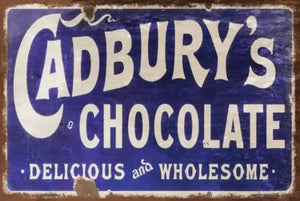 CADBURY'S
CHOCOLATE
· DELICIOUS and WHOLESOME ·